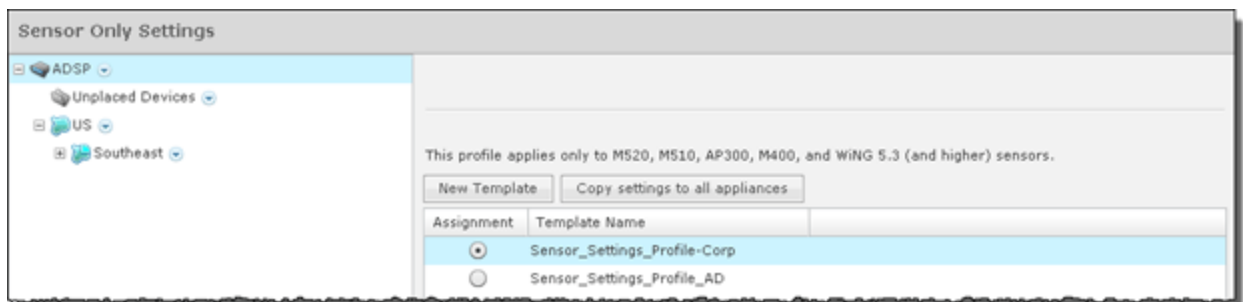 Sensor Only Settings
ADSP
Unplaced Devices
US
Southeast
This profile applies only to M520, M510, AP300, M400, and WiNG 5.3 (and higher) sensors.
New Template
Copy settings to all appliances
Assignment Template Name
Sensor_Settings_Profile-Corp
Sensor_Settings_Profile_AD